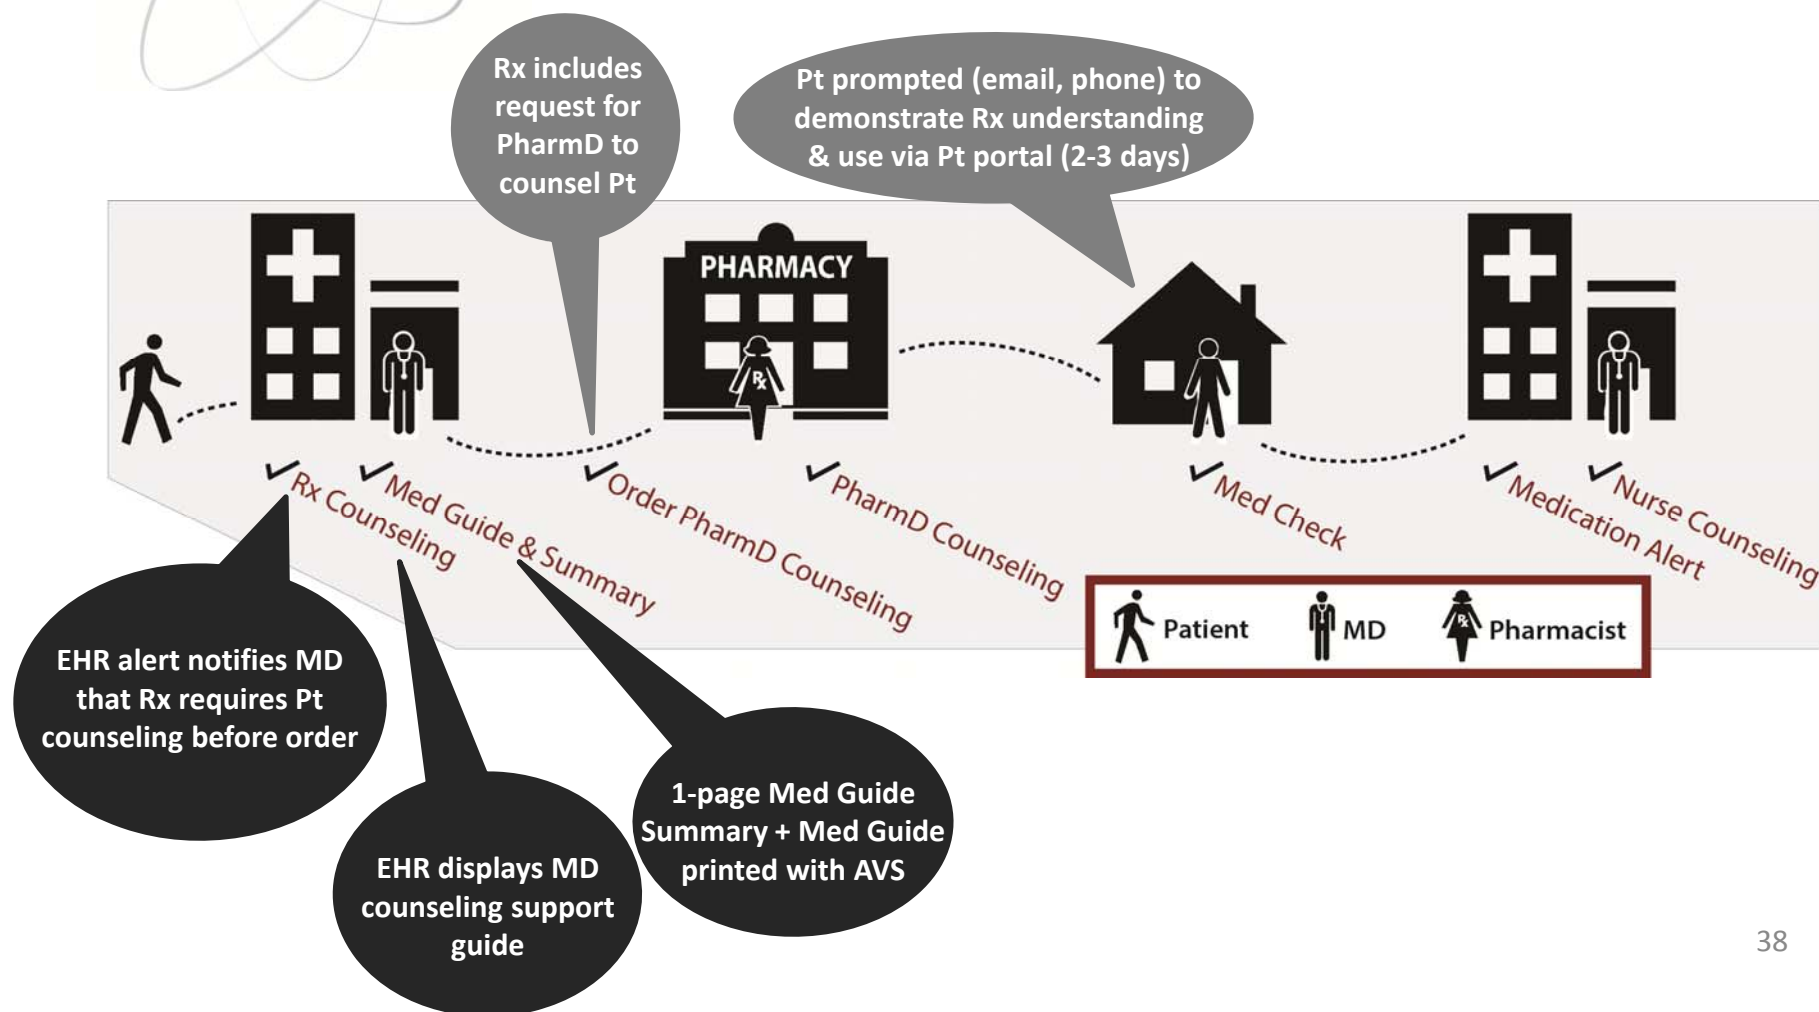 Rx includes
request for
PharmD to
counsel Pt
Pt prompted (email, phone) to
demonstrate Rx understanding
& use via Pt portal (2-3 days)
PHARMACY
Rx
Rx Counseling
Med Guide & Summary
Order PharmD Counseling
PharmD Counseling
Med Check
Medication Alert
Nurse Counseling
Patient
MD
Rx
Pharmacist
EHR alert notifies MD
that Rx requires Pt
counseling before order
EHR displays MD
counseling support
guide
1-page Med Guide
Summary + Med Guide
printed with AVS
38